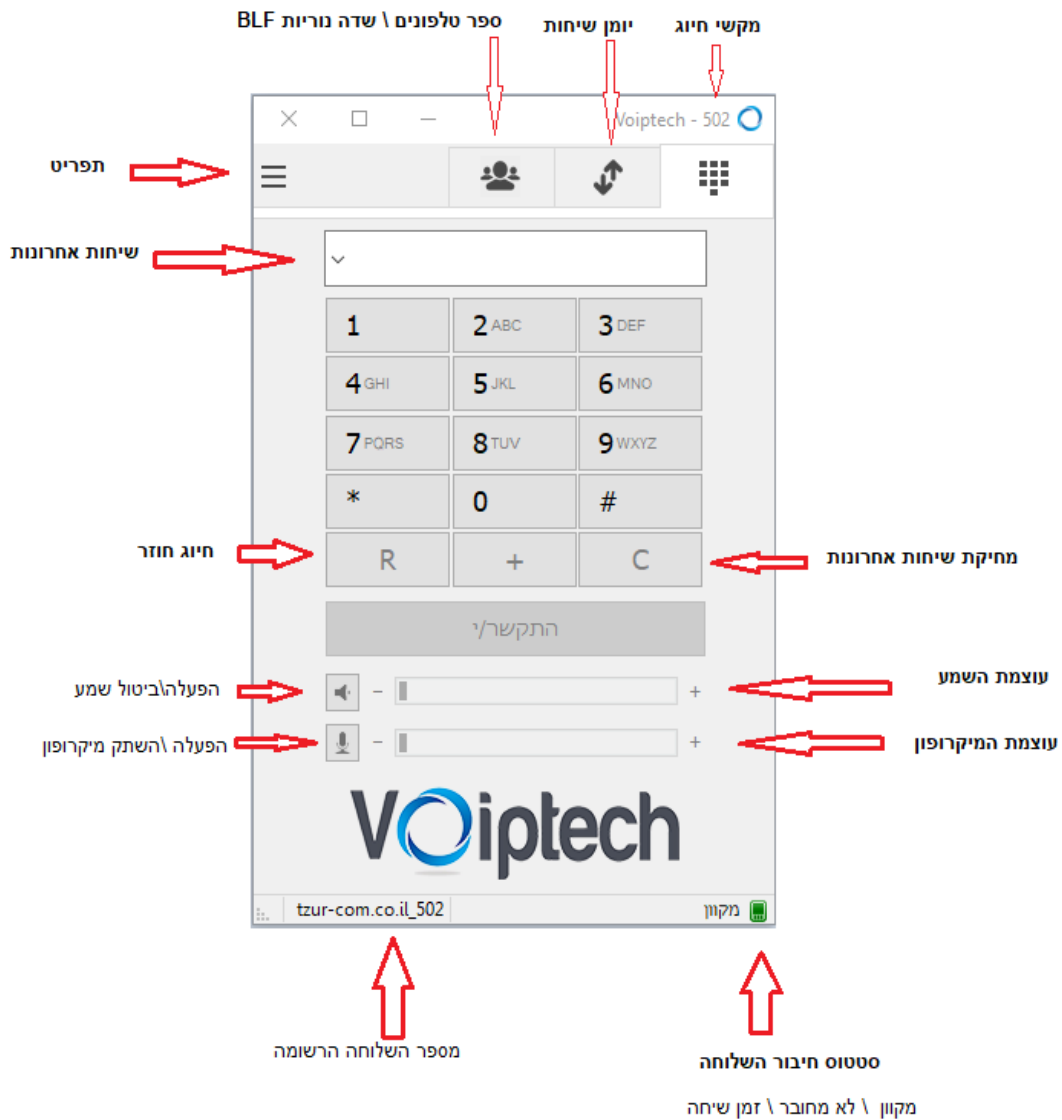 ספר טלפונים \ שדה נוריות BLF
יומן שיחות
מקשי חיוג
Voiptech - 502
תפריט
שיחות אחרונות
1
2 ABC
3 DEF
4 GHI
5 JKL
6 MNO
7 PQRS
8 TUV
9 WXYZ
*
0
#
חיוג חוזר
R
+
C
מחיקת שיחות אחרונות
התקשר/י
הפעלה\ביטול שמע
−
+
עוצמת השמע
הפעלה \השתק מיקרופון
−
+
עוצמת המיקרופון
Voiptech
tzur-com.co.il_502
מקוון
מספר השלוחה הרשומה
סטטוס חיבור השלוחה
מקוון \ לא מחובר \ זמן שיחה